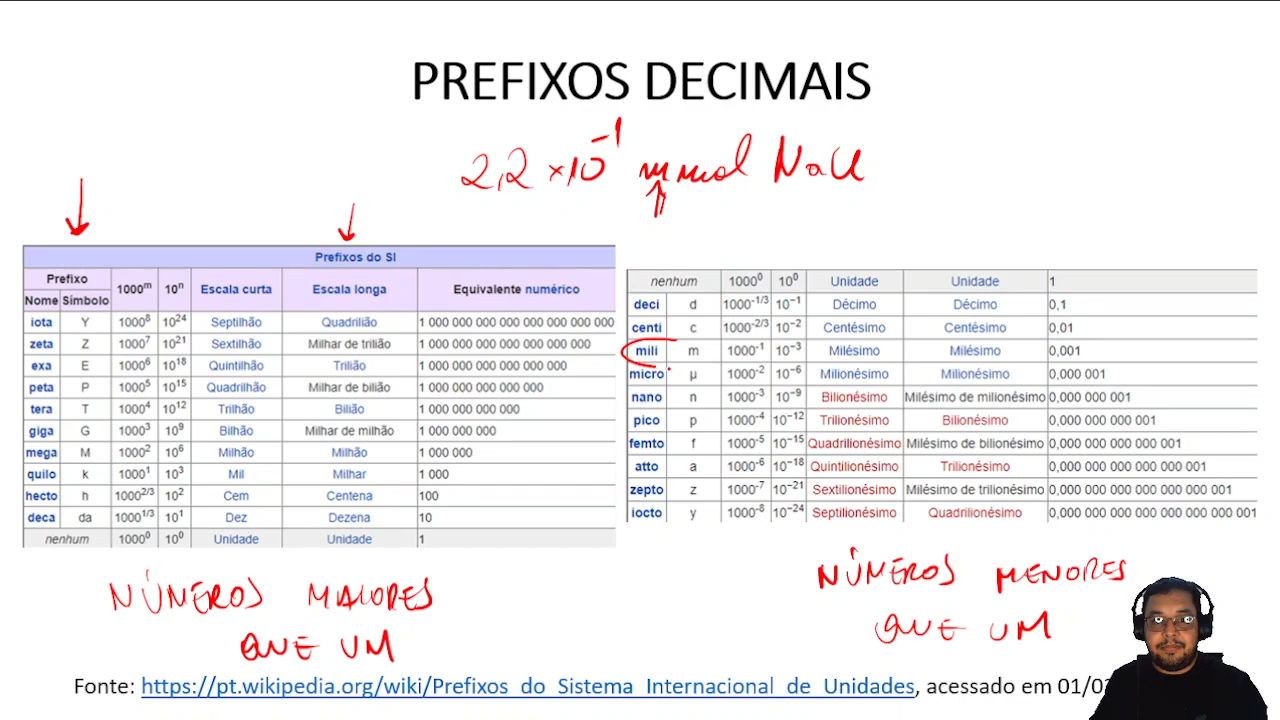 PREFIXOS DECIMAIS
2,2 × 10⁻¹ mmol NaCl
Prefixos do SI
Prefixo 1000ᵐ 10ⁿ Escala curta Escala longa Equivalente numérico
Nome Símbolo
iota Y 1000⁸ 10²⁴ Septilhão Quadrilião 1 000 000 000 000 000 000 000 000
zeta Z 1000⁷ 10²¹ Sextilhão Milhar de trilião 1 000 000 000 000 000 000 000
exa E 1000⁶ 10¹⁸ Quintilhão Trilião 1 000 000 000 000 000 000
peta P 1000⁵ 10¹⁵ Quadrilhão Milhar de bilião 1 000 000 000 000 000
tera T 1000⁴ 10¹² Trilhão Bilião 1 000 000 000 000
giga G 1000³ 10⁹ Bilhão Milhar de milhão 1 000 000 000
mega M 1000² 10⁶ Milhão Milhão 1 000 000
quilo k 1000¹ 10³ Mil Milhar 1 000
hecto h 1000²ᐟ³ 10² Cem Centena 100
deca da 1000¹ᐟ³ 10¹ Dez Dezena 10
nenhum 1000⁰ 10⁰ Unidade Unidade 1
nenhum 1000⁰ 10⁰ Unidade Unidade 1
deci d 1000⁻¹ᐟ³ 10⁻¹ Décimo Décimo 0,1
centi c 1000⁻²ᐟ³ 10⁻² Centésimo Centésimo 0,01
mili m 1000⁻¹ 10⁻³ Milésimo Milésimo 0,001
micro µ 1000⁻² 10⁻⁶ Milionésimo Milionésimo 0,000 001
nano n 1000⁻³ 10⁻⁹ Bilionésimo Milésimo de milionésimo 0,000 000 001
pico p 1000⁻⁴ 10⁻¹² Trilionésimo Bilionésimo 0,000 000 000 001
femto f 1000⁻⁵ 10⁻¹⁵ Quadrilionésimo Milésimo de bilionésimo 0,000 000 000 000 001
atto a 1000⁻⁶ 10⁻¹⁸ Quintilionésimo Trilionésimo 0,000 000 000 000 000 001
zepto z 1000⁻⁷ 10⁻²¹ Sextilionésimo Milésimo de trilionésimo 0,000 000 000 000 000 000 001
iocto y 1000⁻⁸ 10⁻²⁴ Septilionésimo Quadrilionésimo 0,000 000 000 000 000 000 000 001
NÚMEROS MAIORES
QUE UM
NÚMEROS MENORES
QUE UM
Fonte: https://pt.wikipedia.org/wiki/Prefixos_do_Sistema_Internacional_de_Unidades, acessado em 01/0